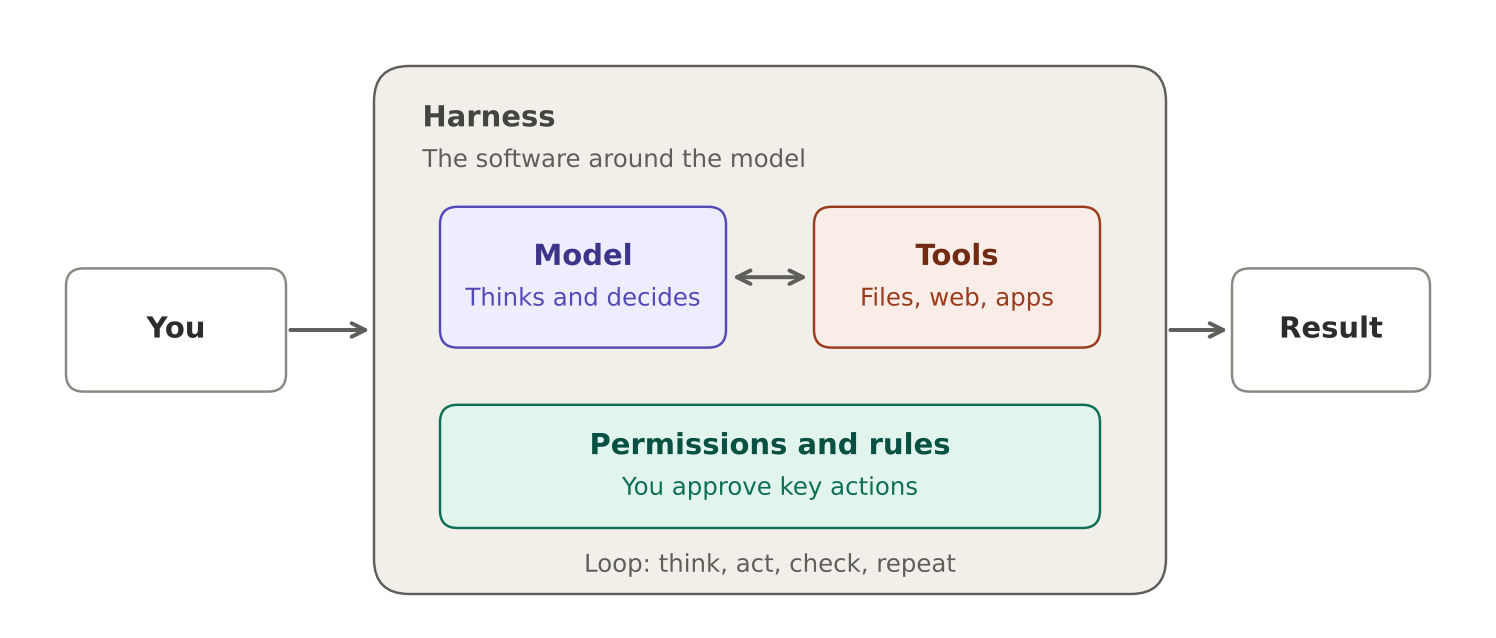 Harness
The software around the model
Model
Thinks and decides
Tools
Files, web, apps
You
Result
Permissions and rules
You approve key actions
Loop: think, act, check, repeat